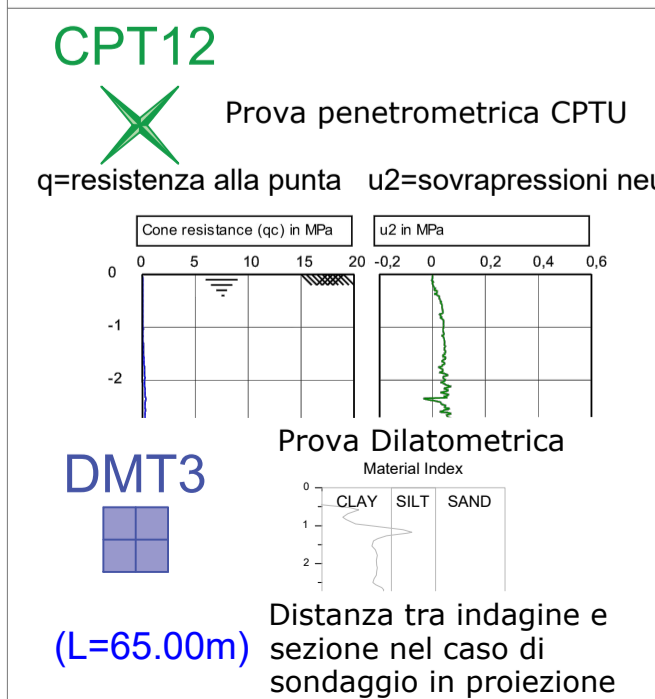 CPT12
Prova penetrometrica CPTU
q=resistenza alla punta u2=sovrapressioni neu
Cone resistance (qc) in MPa
u2 in MPa
0 5 10 15 20
-0,2 0 0,2 0,4 0,6
0
-1
-2
Prova Dilatometrica
DMT3
Material Index
0
CLAY SILT SAND
1
2
(L=65.00m)
Distanza tra indagine e
sezione nel caso di
sondaggio in proiezione